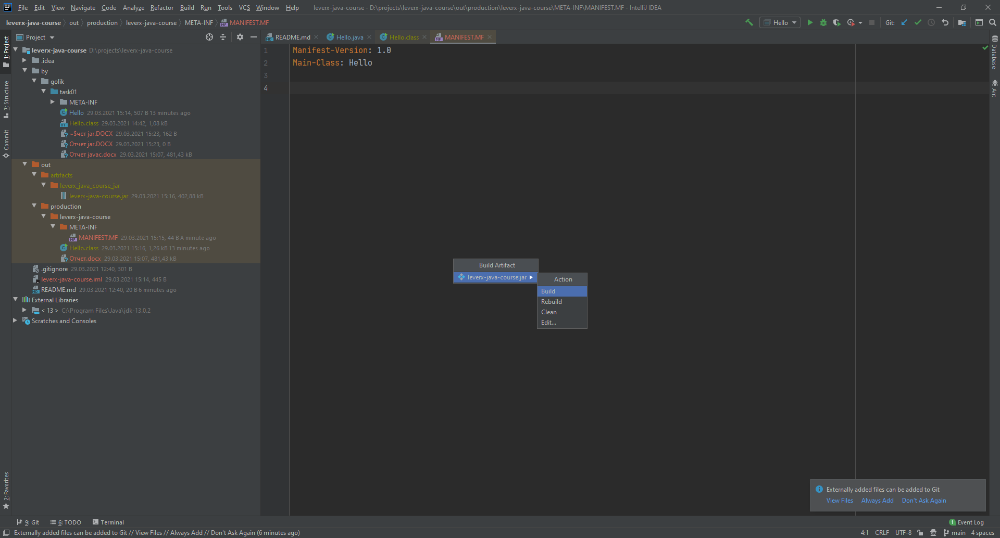 File Edit View Navigate Code Analyze Refactor Build Run Tools VCS Window Help leverx-java-course - D:\projects\leverx-java-course\out\production\leverx-java-course\META-INF\MANIFEST.MF - IntelliJ IDEA
leverx-java-course out production leverx-java-course META-INF MANIFEST.MF Hello Git:
Project
README.md Hello.java Hello.class MANIFEST.MF
leverx-java-course D:\projects\leverx-java-course
.idea
by
golik
task01
META-INF
Hello 29.03.2021 15:14, 507 B 13 minutes ago
Hello.class 29.03.2021 14:42, 1,08 kB
~$чет jar.DOCX 29.03.2021 15:23, 162 B
Отчет jar.DOCX 29.03.2021 15:23, 0 B
Отчет javac.docx 29.03.2021 15:07, 481,43 kB
out
artifacts
leverx_java_course_jar
leverx-java-course.jar 29.03.2021 15:16, 402,88 kB
production
leverx-java-course
META-INF
MANIFEST.MF 29.03.2021 15:15, 44 B A minute ago
Hello.class 29.03.2021 15:16, 1,26 kB 13 minutes ago
Отчет.docx 29.03.2021 15:07, 481,43 kB
.gitignore 29.03.2021 12:40, 301 B
leverx-java-course.iml 29.03.2021 15:14, 445 B
README.md 29.03.2021 12:40, 20 B 6 minutes ago
External Libraries
< 13 > C:\Program Files\Java\jdk-13.0.2
Scratches and Consoles
1: Project
7: Structure
Commit
2: Favorites
1 Manifest-Version: 1.0
2 Main-Class: Hello
3
4
Build Artifact
leverx-java-course:jar
Action
Build
Rebuild
Clean
Edit...
Database
Ant
Externally added files can be added to Git
View Files Always Add Don't Ask Again
9: Git 6: TODO Terminal 1 Event Log
Externally added files can be added to Git // View Files // Always Add // Don't Ask Again (6 minutes ago) 4:1 CRLF UTF-8 main 4 spaces